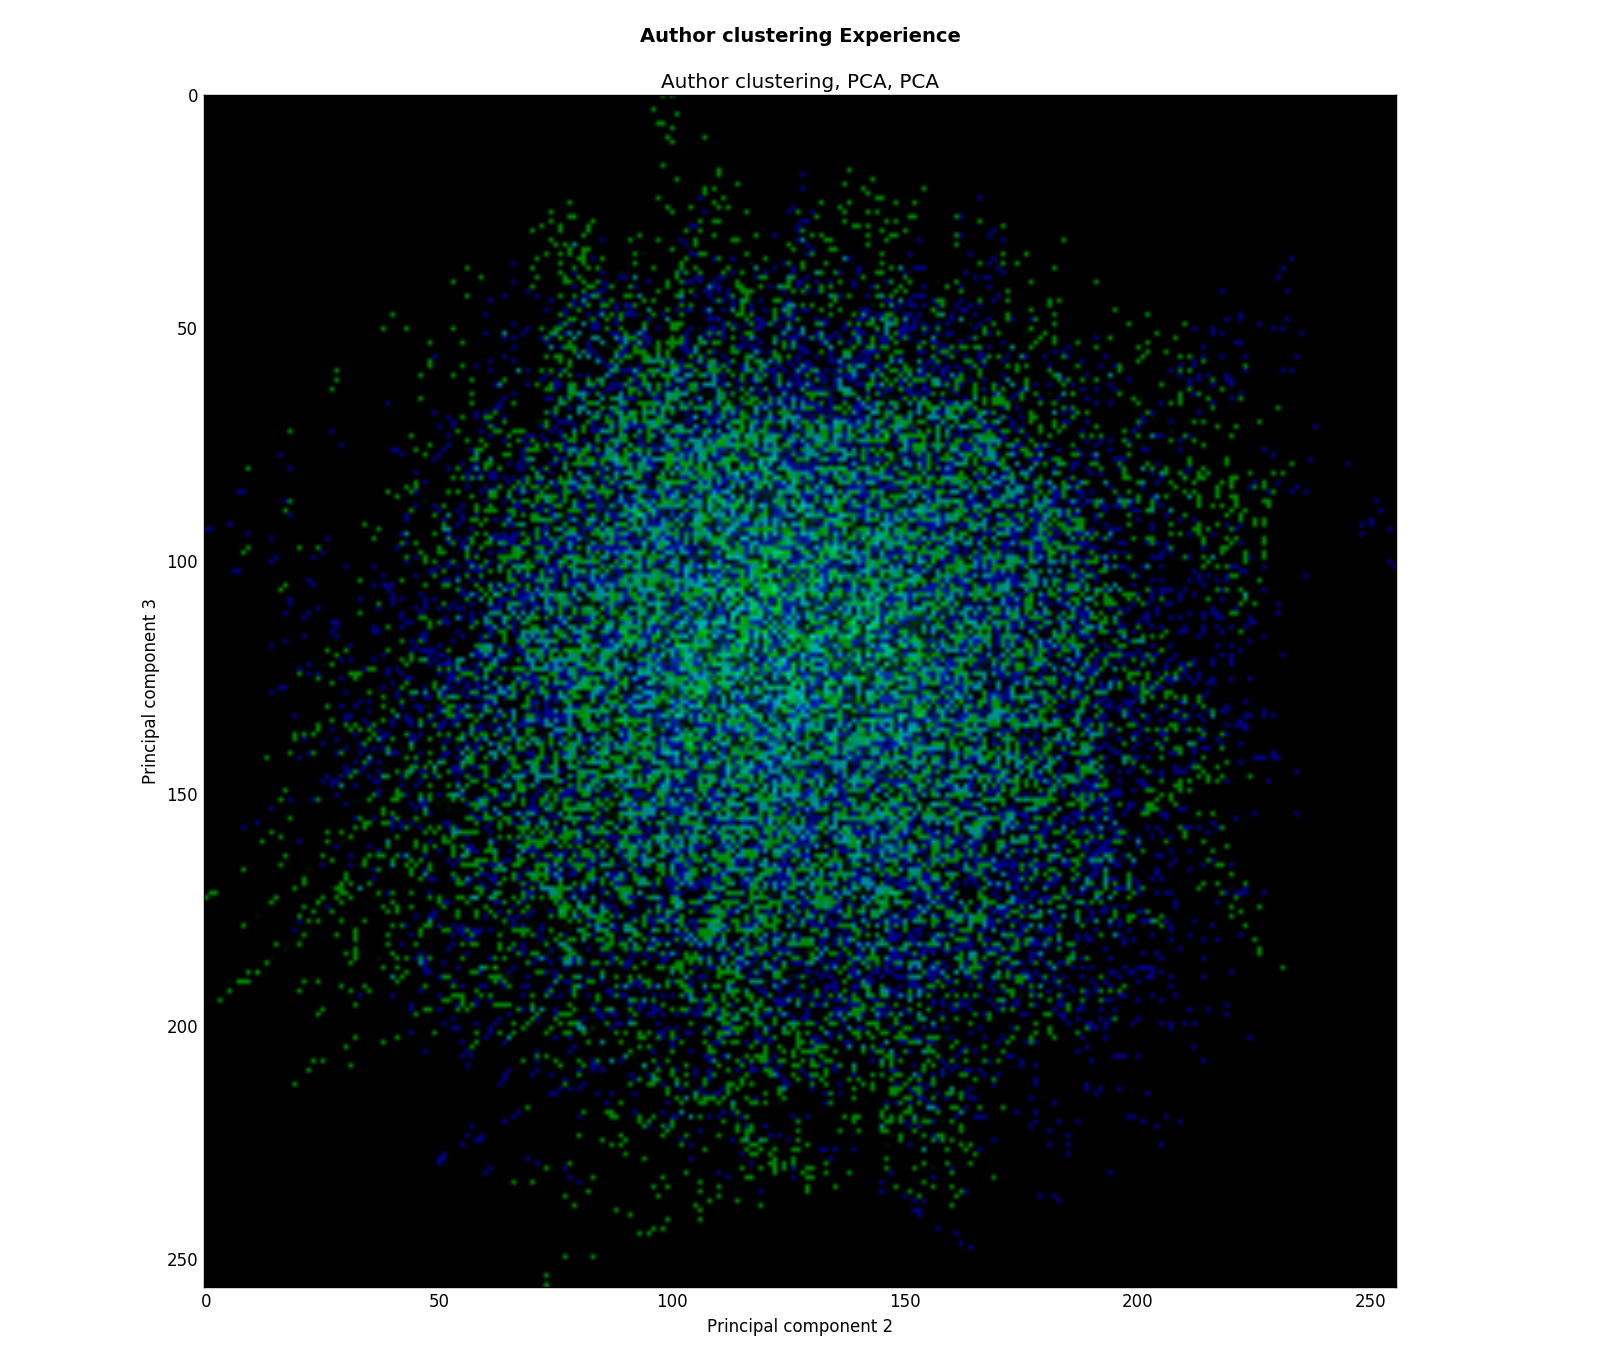 Author clustering Experience
Author clustering, PCA, PCA
0
50
100
150
200
250
Principal component 3
0 50 100 150 200 250
Principal component 2